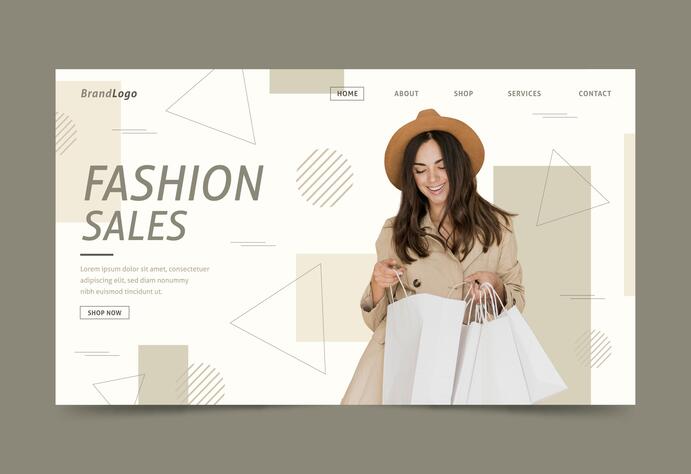 BrandLogo
HOME ABOUT SHOP SERVICES CONTACT
FASHION
SALES
Lorem ipsum dolor sit amet, consectetuer
adipiscing elit, sed diam nonummy
nibh euismod tincidunt ut.
SHOP NOW